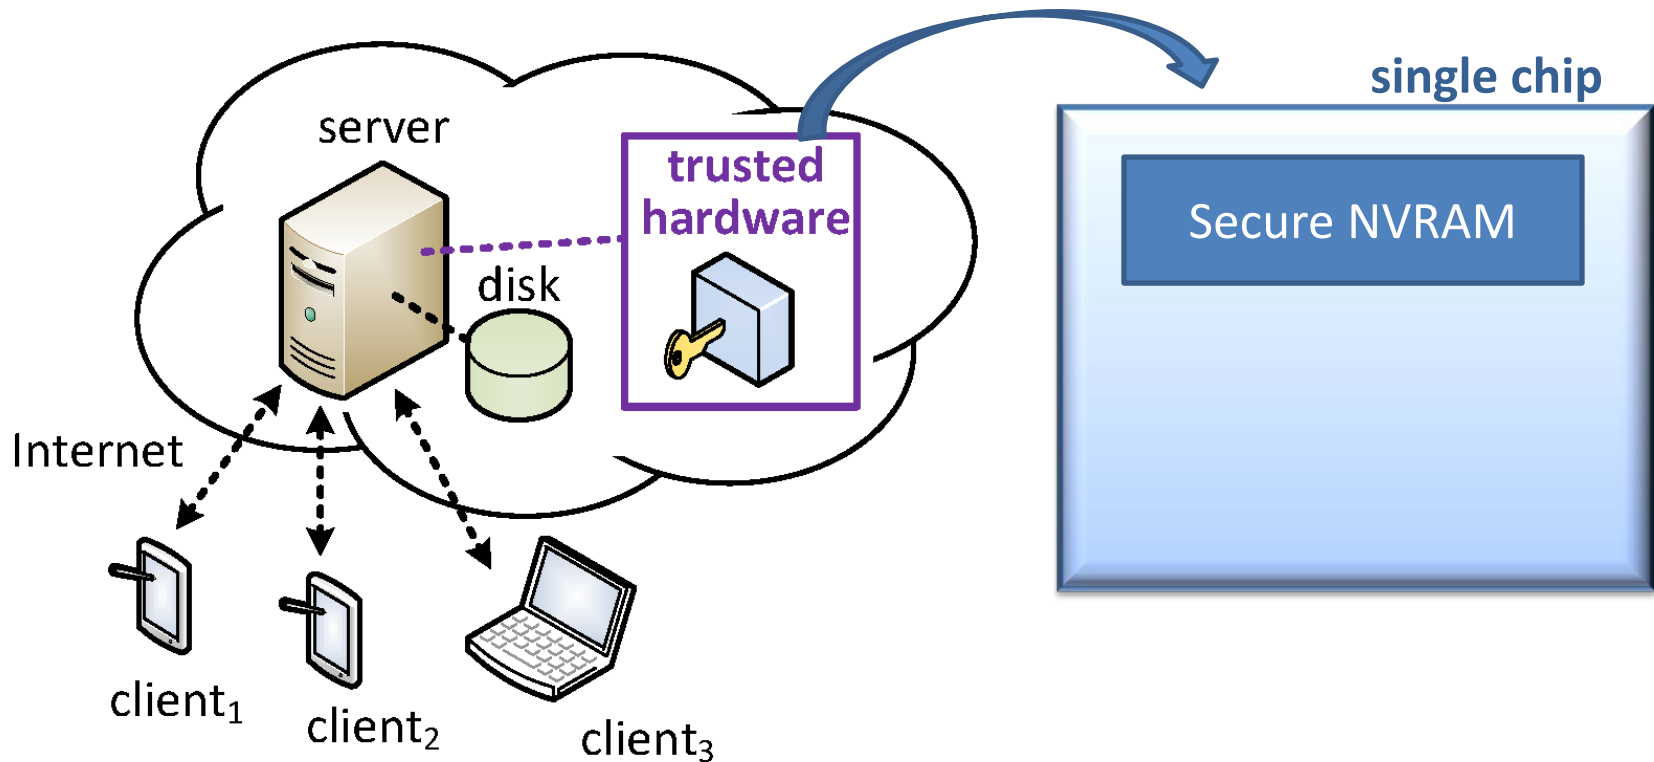 single chip
server
trusted
hardware
Secure NVRAM
disk
Internet
client₁
client₂
client₃